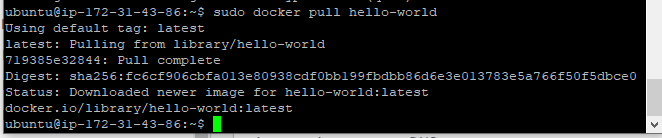 ubuntu@ip-172-31-43-86:~$ sudo docker pull hello-world
Using default tag: latest
latest: Pulling from library/hello-world
719385e32844: Pull complete
Digest: sha256:fc6cf906cbfa013e80938cdf0bb199fbdbb86d6e3e013783e5a766f50f5dbce0
Status: Downloaded newer image for hello-world:latest
docker.io/library/hello-world:latest
ubuntu@ip-172-31-43-86:~$